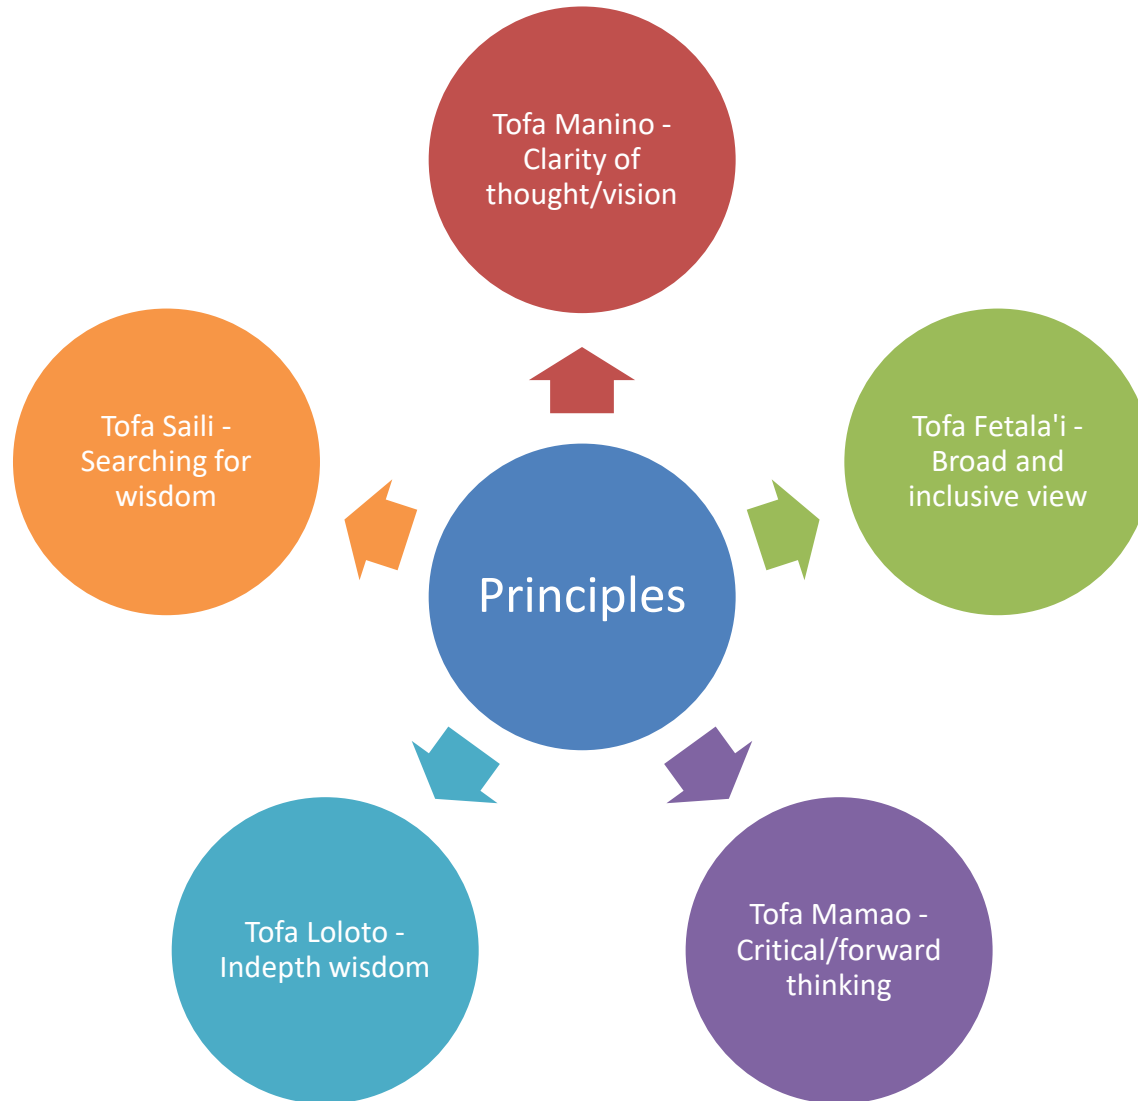 Tofa Manino -
Clarity of
thought/vision
Tofa Fetala'i -
Broad and
inclusive view
Tofa Mamao -
Critical/forward
thinking
Tofa Loloto -
Indepth wisdom
Tofa Saili -
Searching for
wisdom
Principles